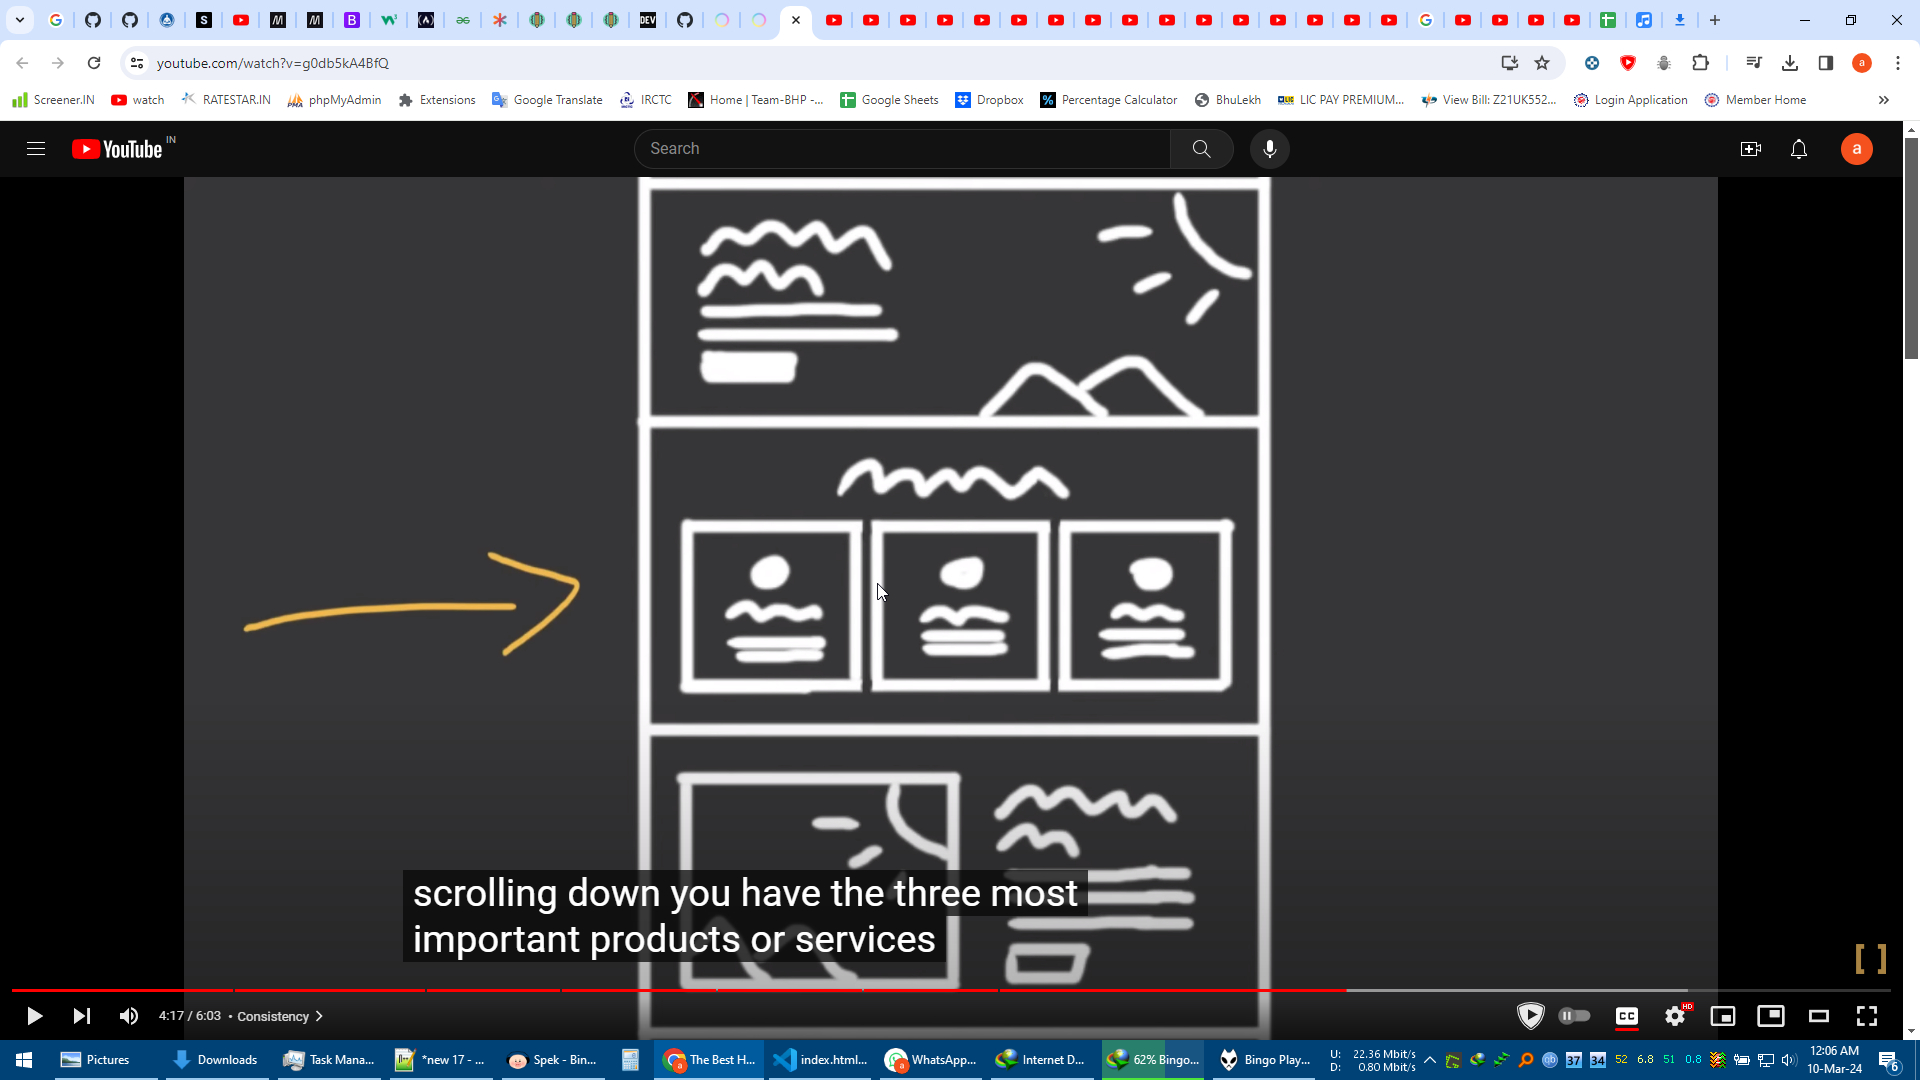 youtube.com/watch?v=g0db5kA4BfQ
Screener.IN
watch
RATESTAR.IN
phpMyAdmin
Extensions
Google Translate
IRCTC
Home | Team-BHP -...
Google Sheets
Dropbox
Percentage Calculator
BhuLekh
LIC PAY PREMIUM...
View Bill: Z21UK552...
Login Application
Member Home
YouTube IN
Search
a
scrolling down you have the three most
important products or services
4:17 / 6:03 • Consistency
CC
HD
Pictures
Downloads
Task Mana...
*new 17 - ...
Spek - Bin...
The Best H...
index.html...
WhatsApp...
Internet D...
62% Bingo...
Bingo Play...
U: 22.36 Mbit/s
D: 0.80 Mbit/s
37 34 52 6.8 51 0.8
12:06 AM
10-Mar-24
6